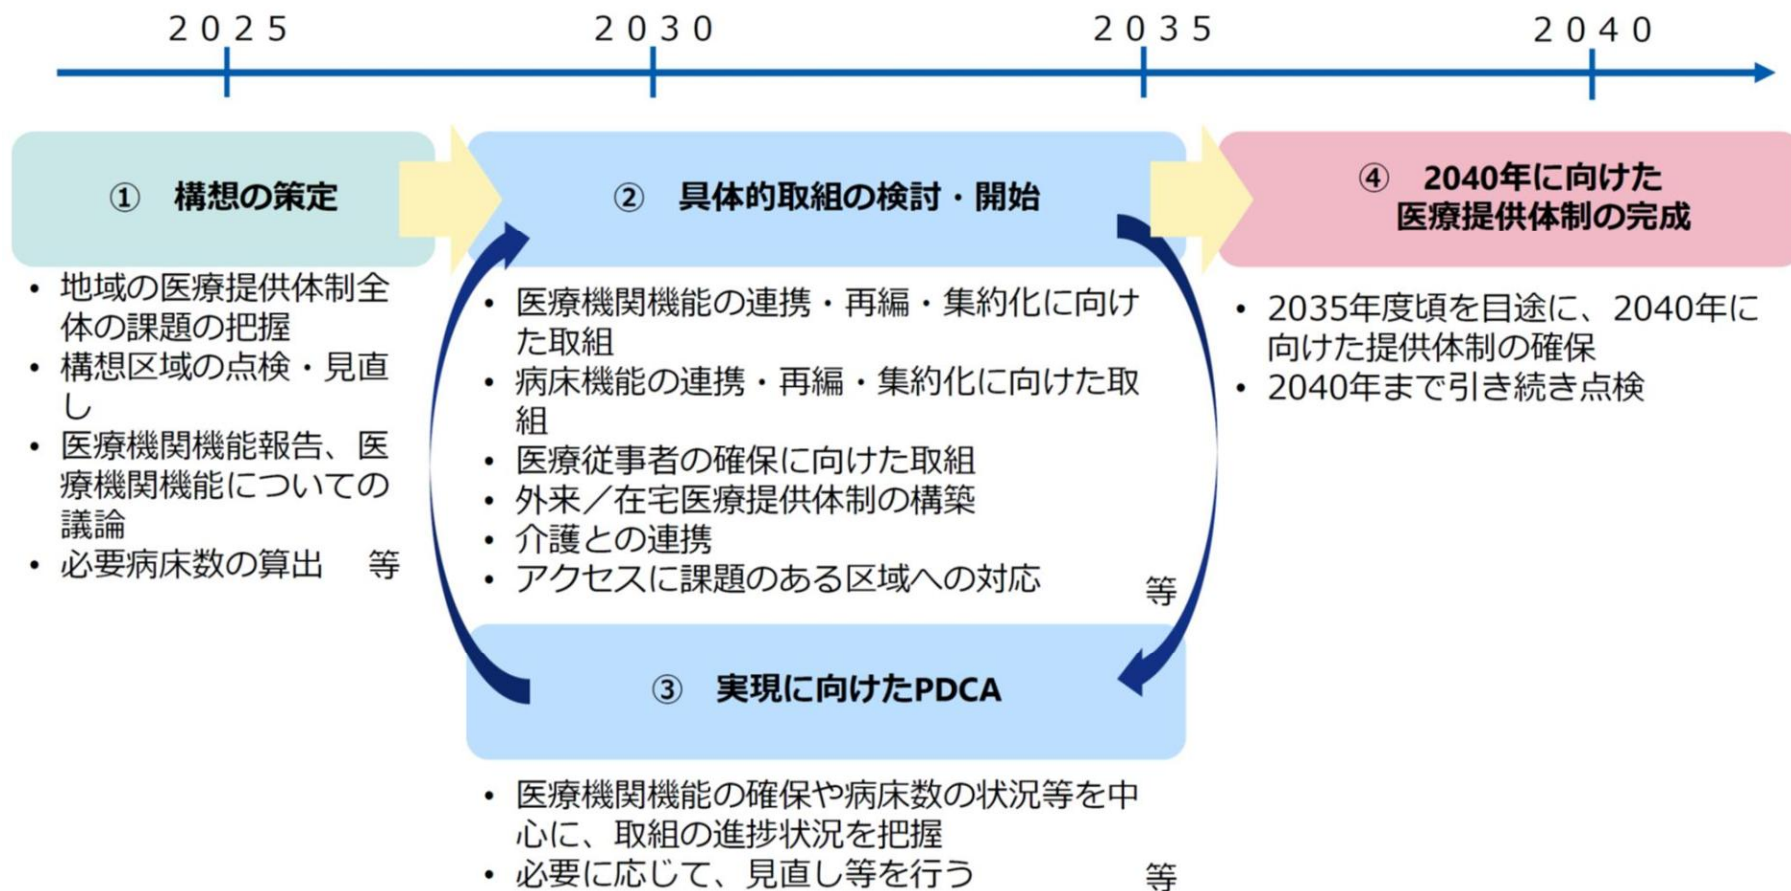 ２０２５
２０３０
２０３５
２０４０
①　構想の策定
• 地域の医療提供体制全
体の課題の把握
• 構想区域の点検・見直
し
• 医療機関機能報告、医
療機関機能についての
議論
• 必要病床数の算出　等
②　具体的取組の検討・開始
• 医療機関機能の連携・再編・集約化に向け
た取組
• 病床機能の連携・再編・集約化に向けた取
組
• 医療従事者の確保に向けた取組
• 外来／在宅医療提供体制の構築
• 介護との連携
• アクセスに課題のある区域への対応
等
③　実現に向けたPDCA
• 医療機関機能の確保や病床数の状況等を中
心に、取組の進捗状況を把握
• 必要に応じて、見直し等を行う　等
④　2040年に向けた
医療提供体制の完成
• 2035年度頃を目途に、2040年に
向けた提供体制の確保
• 2040年まで引き続き点検